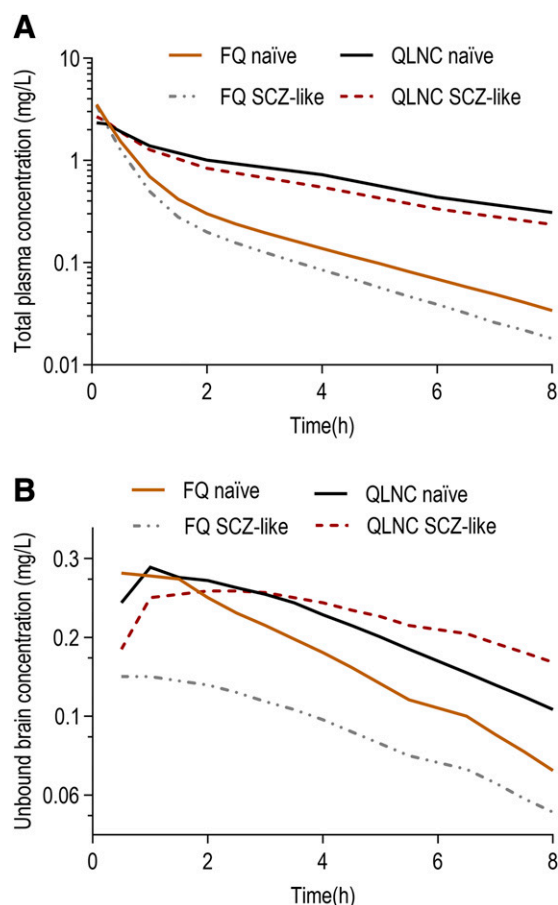 A
FQ naïve
QLNC naïve
FQ SCZ-like
QLNC SCZ-like
Total plasma concentration (mg/L)
10
1
0.1
0.01
0 2 4 6 8
Time(h)
B
FQ naïve
QLNC naïve
FQ SCZ-like
QLNC SCZ-like
Unbound brain concentration (mg/L)
0.3
0.2
0.1
0.06
0 2 4 6 8
Time(h)